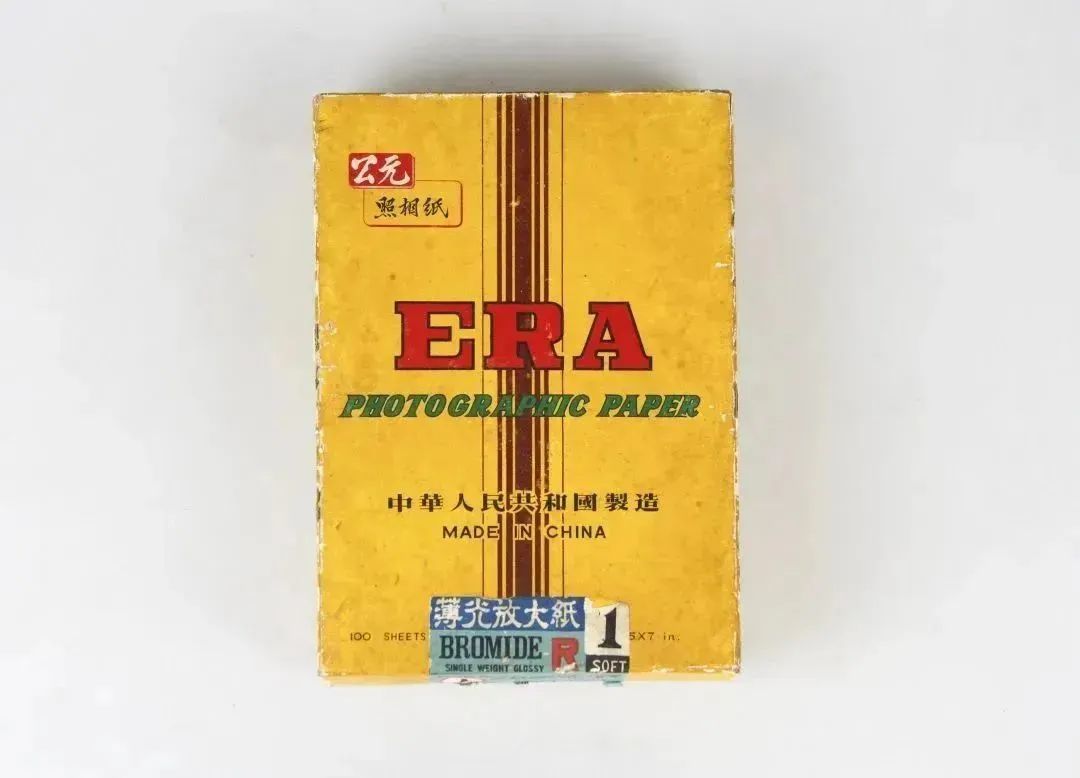 公元
照相紙
ERA
PHOTOGRAPHIC PAPER
中華人民共和國製造
MADE IN CHINA
100 SHEETS
5X7 in.
薄光放大紙
BROMIDE R
SINGLE WEIGHT GLOSSY
1
SOFT